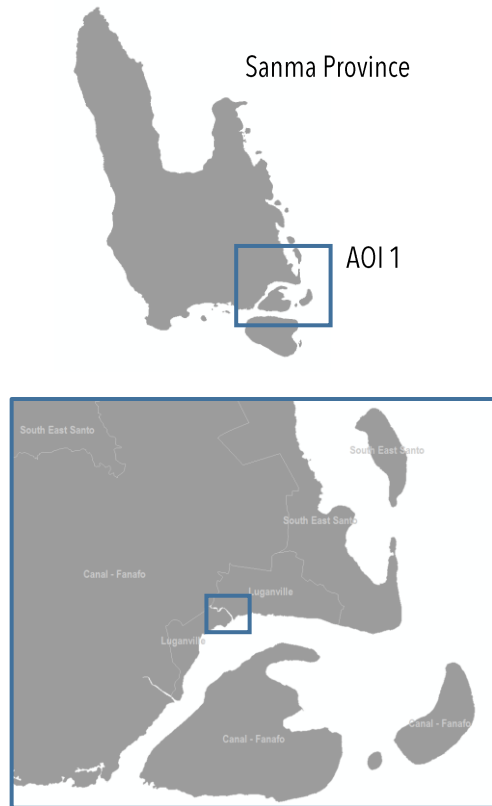 Sanma Province
AOI 1
South East Santo
South East Santo
South East Santo
Canal - Fanafo
Luganville
Luganville
Canal - Fanafo
Canal - Fanafo